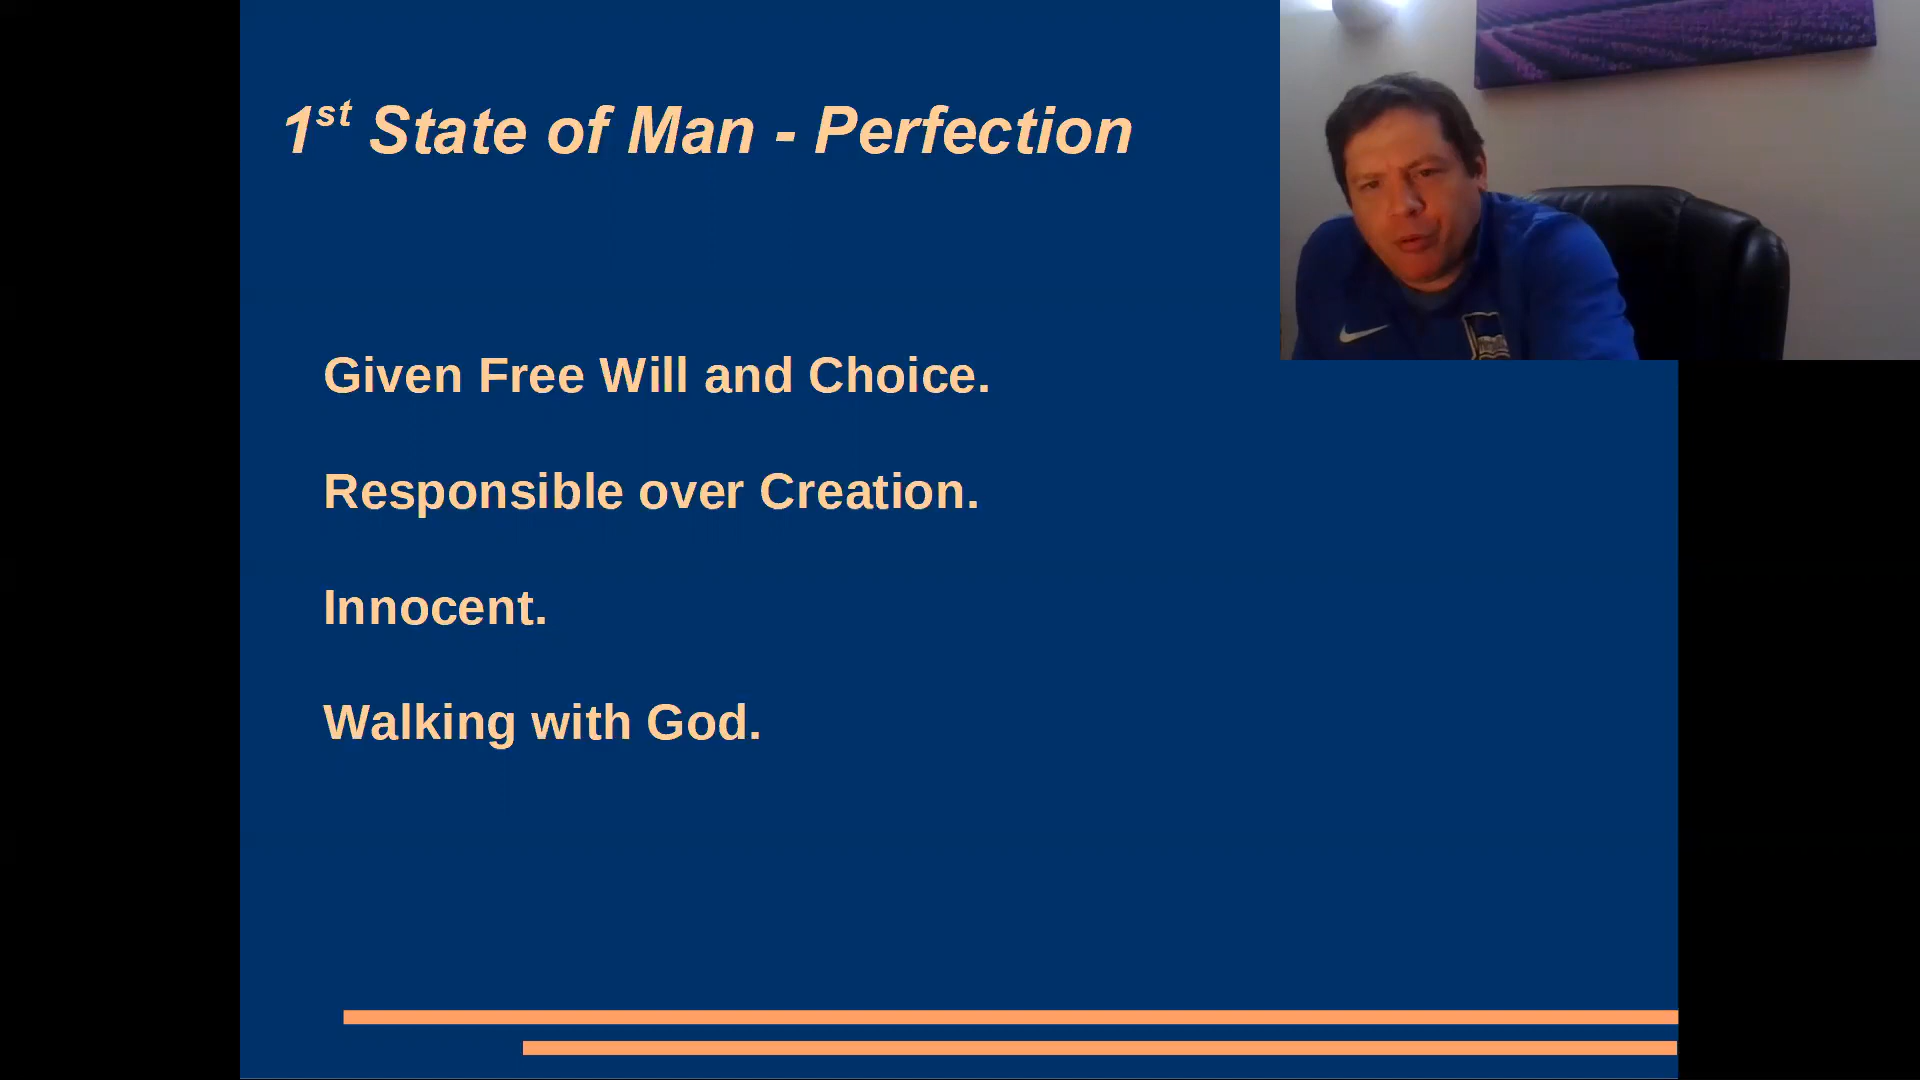 1st State of Man - Perfection
Given Free Will and Choice.
Responsible over Creation.
Innocent.
Walking with God.